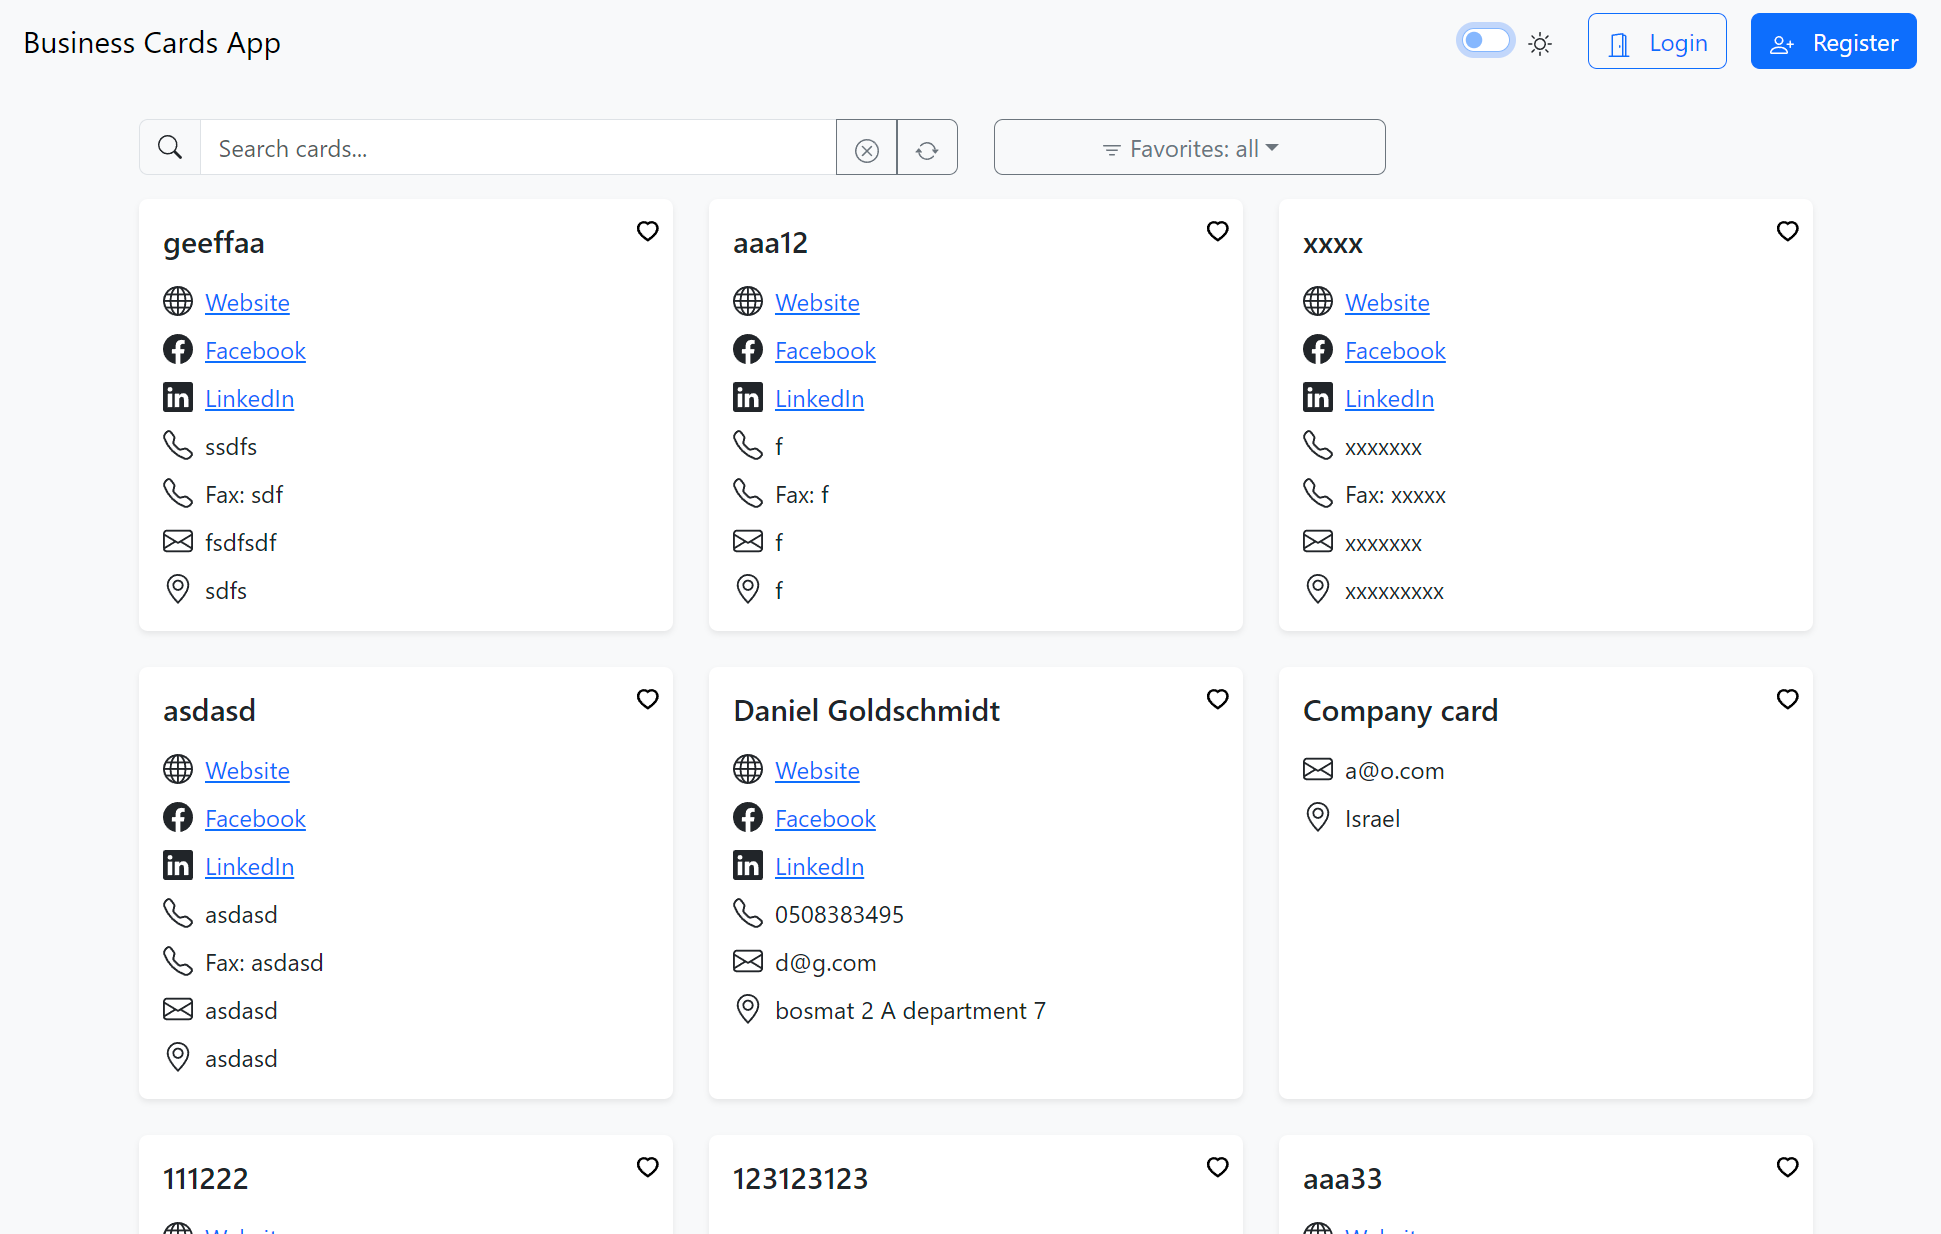 Business Cards App
Login
Register
Search cards...
Favorites: all
geeffaa
Website
Facebook
LinkedIn
ssdfs
Fax: sdf
fsdfsdf
sdfs
aaa12
Website
Facebook
LinkedIn
f
Fax: f
f
f
xxxx
Website
Facebook
LinkedIn
xxxxxxx
Fax: xxxxx
xxxxxxx
xxxxxxxxx
asdasd
Website
Facebook
LinkedIn
asdasd
Fax: asdasd
asdasd
asdasd
Daniel Goldschmidt
Website
Facebook
LinkedIn
0508383495
d@g.com
bosmat 2 A department 7
Company card
a@o.com
Israel
111222
Website
123123123
aaa33
Website